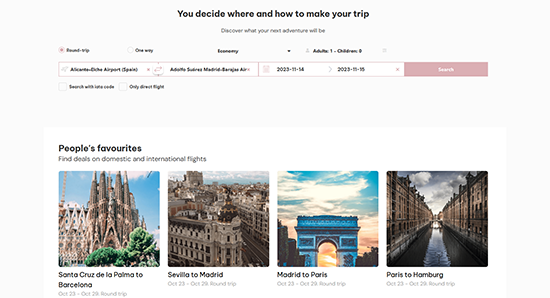 You decide where and how to make your trip
Discover what your next adventure will be
Round-trip
One way
Economy
Adults: 1 - Children: 0
Alicante-Elche Airport (Spain)
Adolfo Suárez Madrid-Barajas Air
2023-11-14
2023-11-15
Search
Search with iata code
Only direct flight
People's favourites
Find deals on domestic and international flights
Santa Cruz de la Palma to
Barcelona
Oct 23 - Oct 29: Round trip
Sevilla to Madrid
Oct 23 - Oct 29: Round trip
Madrid to Paris
Oct 23 - Oct 29: Round trip
Paris to Hamburg
Oct 23 - Oct 29: Round trip